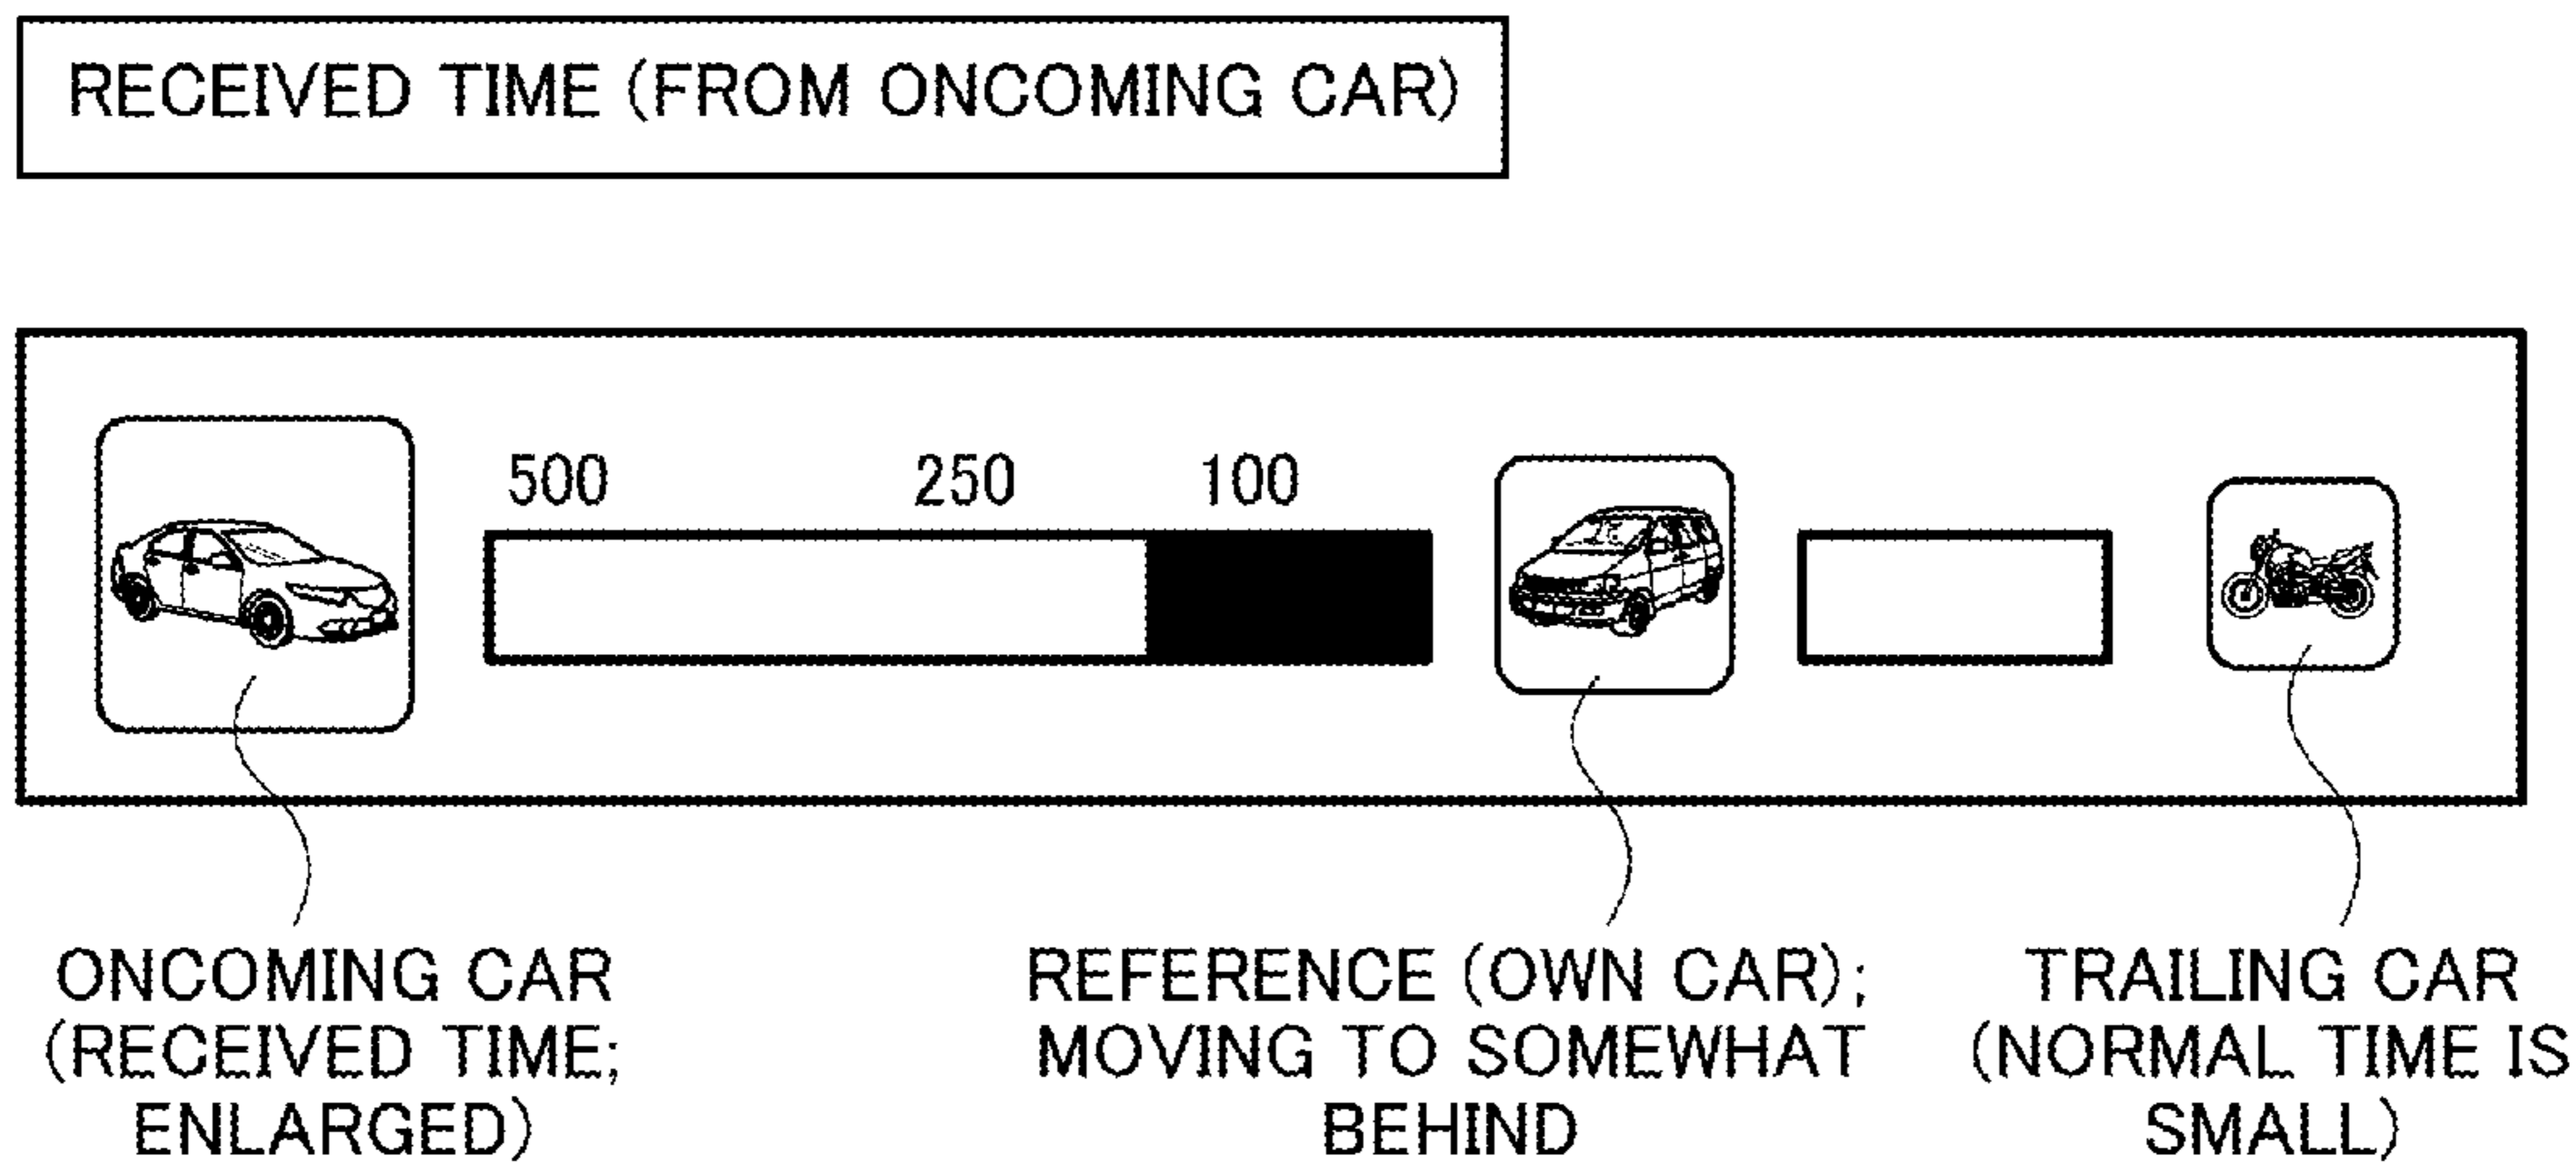 RECEIVED TIME (FROM ONCOMING CAR)
500 250 100
ONCOMING CAR
(RECEIVED TIME;
ENLARGED)
REFERENCE (OWN CAR);
MOVING TO SOMEWHAT
BEHIND
TRAILING CAR
(NORMAL TIME IS
SMALL)